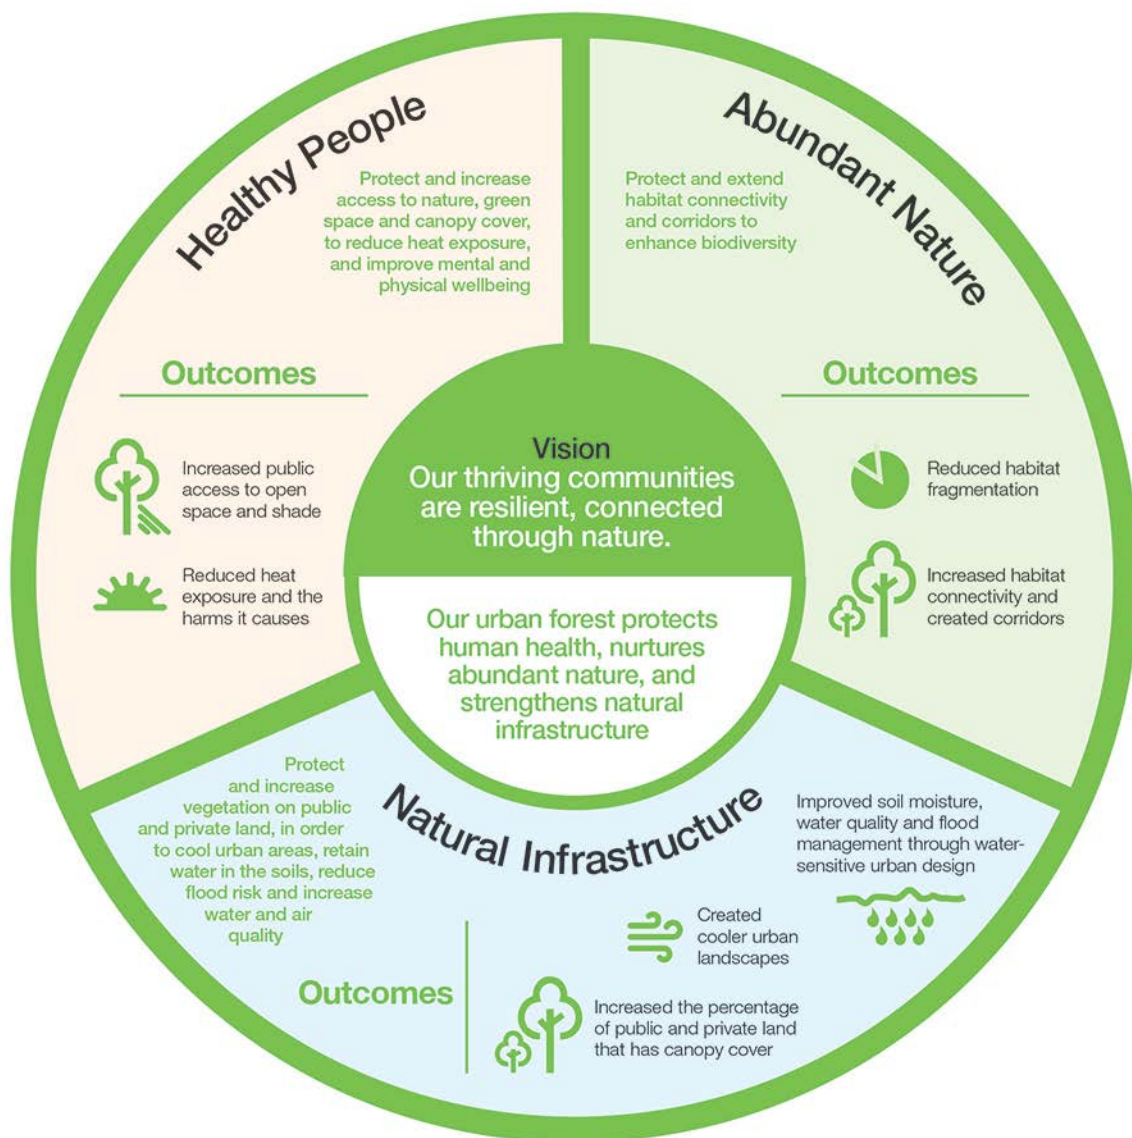 Healthy People
Protect and increase
access to nature, green
space and canopy cover,
to reduce heat exposure,
and improve mental and
physical wellbeing
Outcomes
Increased public
access to open
space and shade
Reduced heat
exposure and the
harms it causes
Abundant Nature
Protect and extend
habitat connectivity
and corridors to
enhance biodiversity
Outcomes
Reduced habitat
fragmentation
Increased habitat
connectivity and
created corridors
Vision
Our thriving communities
are resilient, connected
through nature.
Our urban forest protects
human health, nurtures
abundant nature, and
strengthens natural
infrastructure
Natural Infrastructure
Protect
and increase
vegetation on public
and private land, in order
to cool urban areas, retain
water in the soils, reduce
flood risk and increase
water and air
quality
Outcomes
Improved soil moisture,
water quality and flood
management through water-
sensitive urban design
Created
cooler urban
landscapes
Increased the percentage
of public and private land
that has canopy cover